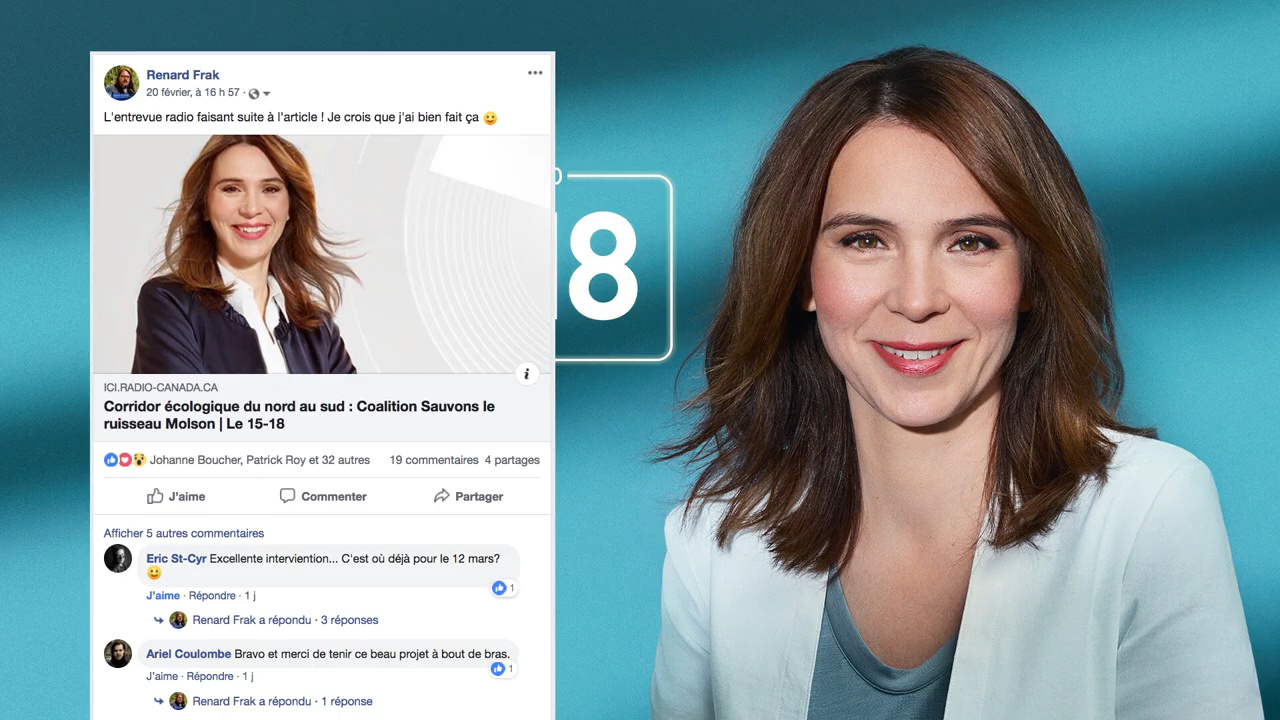 Renard Frak
20 février, à 16 h 57 ·
L'entrevue radio faisant suite à l'article ! Je crois que j'ai bien fait ça 🙂
8
ICI.RADIO-CANADA.CA
Corridor écologique du nord au sud : Coalition Sauvons le
ruisseau Molson | Le 15-18
Johanne Boucher, Patrick Roy et 32 autres 19 commentaires 4 partages
J'aime Commenter Partager
Afficher 5 autres commentaires
Eric St-Cyr Excellente interviention... C'est où déjà pour le 12 mars?
🙂
1
J'aime · Répondre · 1 j
Renard Frak a répondu · 3 réponses
Ariel Coulombe Bravo et merci de tenir ce beau projet à bout de bras.
1
J'aime · Répondre · 1 j
Renard Frak a répondu · 1 réponse